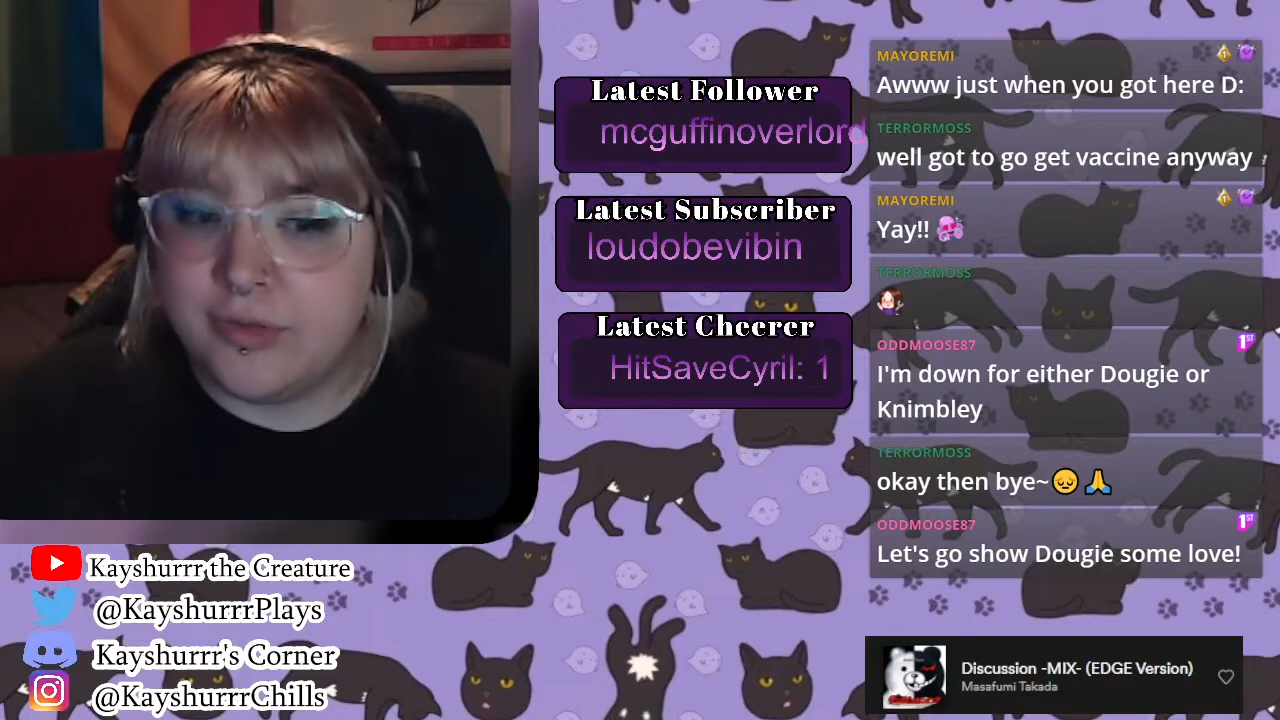 Latest Follower
mcguffinoverlord
Latest Subscriber
loudobevibin
Latest Cheerer
HitSaveCyril: 1
MAYOREMI
Awww just when you got here D:
TERRORMOSS
well got to go get vaccine anyway
MAYOREMI
Yay!!
TERRORMOSS
ODDMOOSE87
1ST
I'm down for either Dougie or
Knimbley
TERRORMOSS
okay then bye~😔🙏
ODDMOOSE87
1ST
Let's go show Dougie some love!
Kayshurrr the Creature
@KayshurrrPlays
Kayshurrr's Corner
@KayshurrrChills
Discussion -MIX- (EDGE Version)
Masafumi Takada